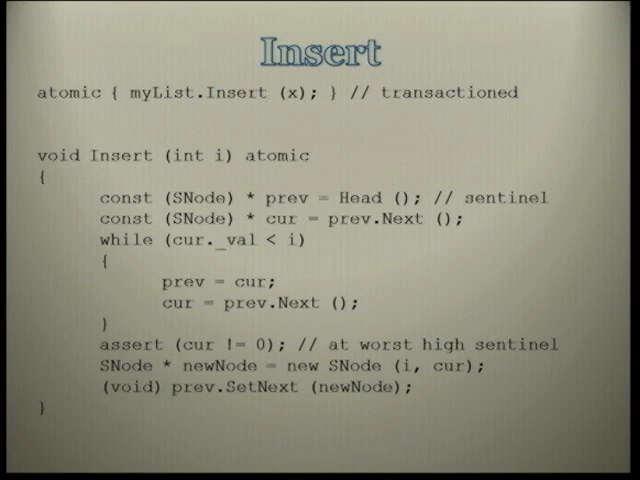 Insert
atomic { myList.Insert (x); } // transactioned
void Insert (int i) atomic
{
const (SNode) * prev = Head (); // sentinel
const (SNode) * cur = prev.Next ();
while (cur._val < i)
{
prev = cur;
cur = prev.Next ();
}
assert (cur != 0); // at worst high sentinel
SNode * newNode = new SNode (i, cur);
(void) prev.SetNext (newNode);
}